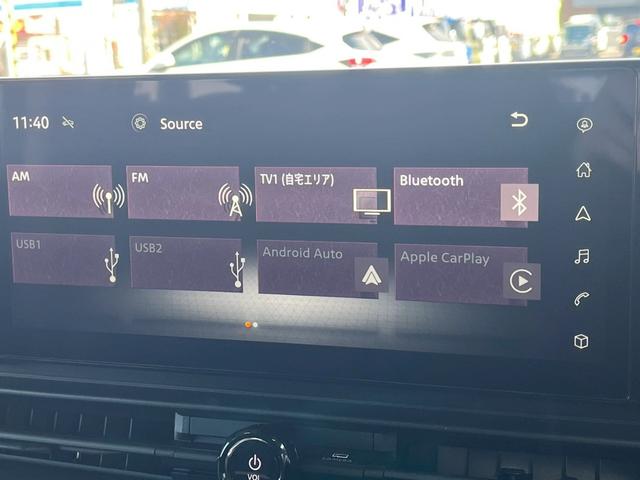 11:40
Source
AM
FM
TV1 (自宅エリア)
Bluetooth
USB1
USB2
Android Auto
Apple CarPlay
VOL